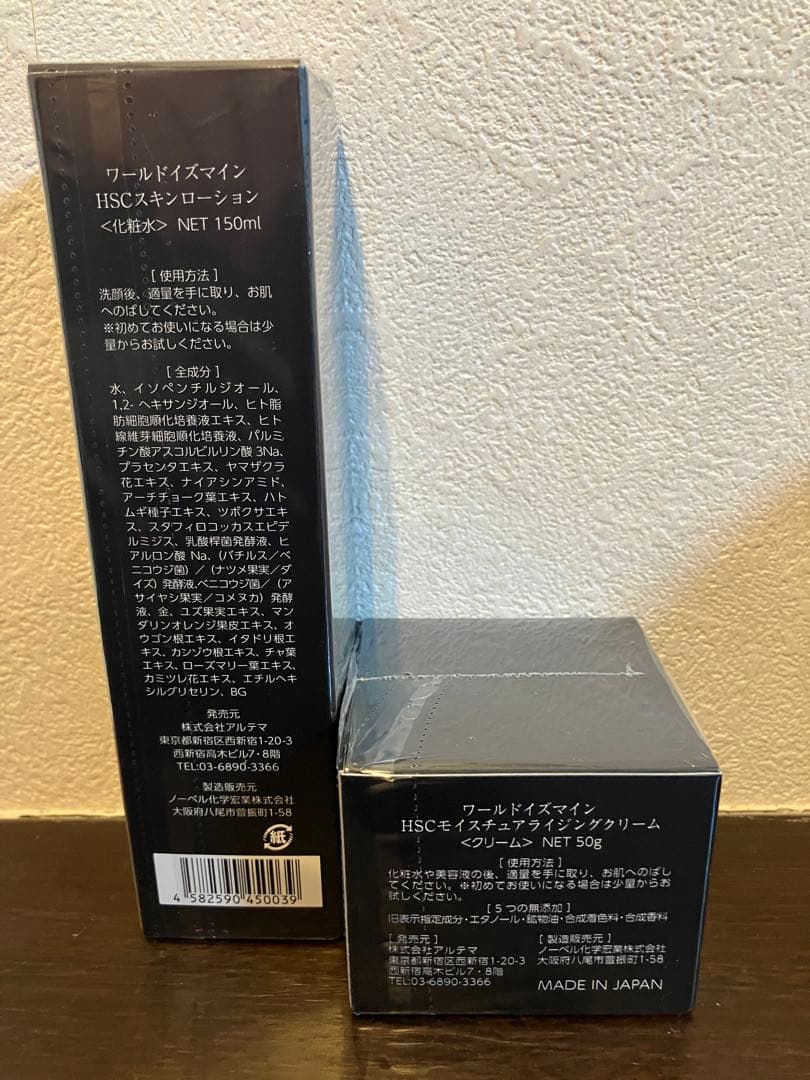 ワールドイズマイン
HSCスキンローション
<化粧水> NET 150ml
[ 使用方法 ]
洗顔後、適量を手に取り、お肌
へのばしてください。
※初めてお使いになる場合は少
量からお試しください。
[ 全成分 ]
水、イソペンチルジオール、
1,2- ヘキサンジオール、ヒト脂
肪細胞順化培養液エキス、ヒト
線維芽細胞順化培養液、パルミ
チン酸アスコルビルリン酸 3Na、
プラセンタエキス、ヤマザクラ
花エキス、ナイアシンアミド、
アーチチョーク葉エキス、ハト
ムギ種子エキス、ツボクサエキ
ス、スタフィロコッカスエピデ
ルミジス、乳酸桿菌発酵液、ヒ
アルロン酸 Na、(バチルス/ベ
ニコウジ菌) / (ナツメ果実/ダ
イズ) 発酵液、ベニコウジ菌/ (ア
サイヤシ果実/コメヌカ) 発酵
液、金、ユズ果実エキス、マン
ダリンオレンジ果皮エキス、オ
ウゴン根エキス、イタドリ根エ
キス、カンゾウ根エキス、チャ葉
エキス、ローズマリー葉エキス、
カミツレ花エキス、エチルヘキ
シルグリセリン、BG
発売元
株式会社アルテマ
東京都新宿区西新宿1-20-3
西新宿高木ビル7・8階
TEL:03-6890-3366
製造販売元
ノーベル化学宏業株式会社
大阪府八尾市萱振町1-58
紙
4 582590 450039
ワールドイズマイン
HSCモイスチュアライジングクリーム
<クリーム> NET 50g
[ 使用方法 ]
化粧水や美容液の後、適量を手に取り、お肌へのばし
てください。※初めてお使いになる場合は少量からお
試しください。
[ 5つの無添加 ]
旧表示指定成分・エタノール・鉱物油・合成着色料・合成香料
[ 発売元 ]
株式会社アルテマ
東京都新宿区西新宿1-20-3
西新宿高木ビル7・8階
TEL:03-6890-3366
[ 製造販売元 ]
ノーベル化学宏業株式会社
大阪府八尾市萱振町1-58
MADE IN JAPAN